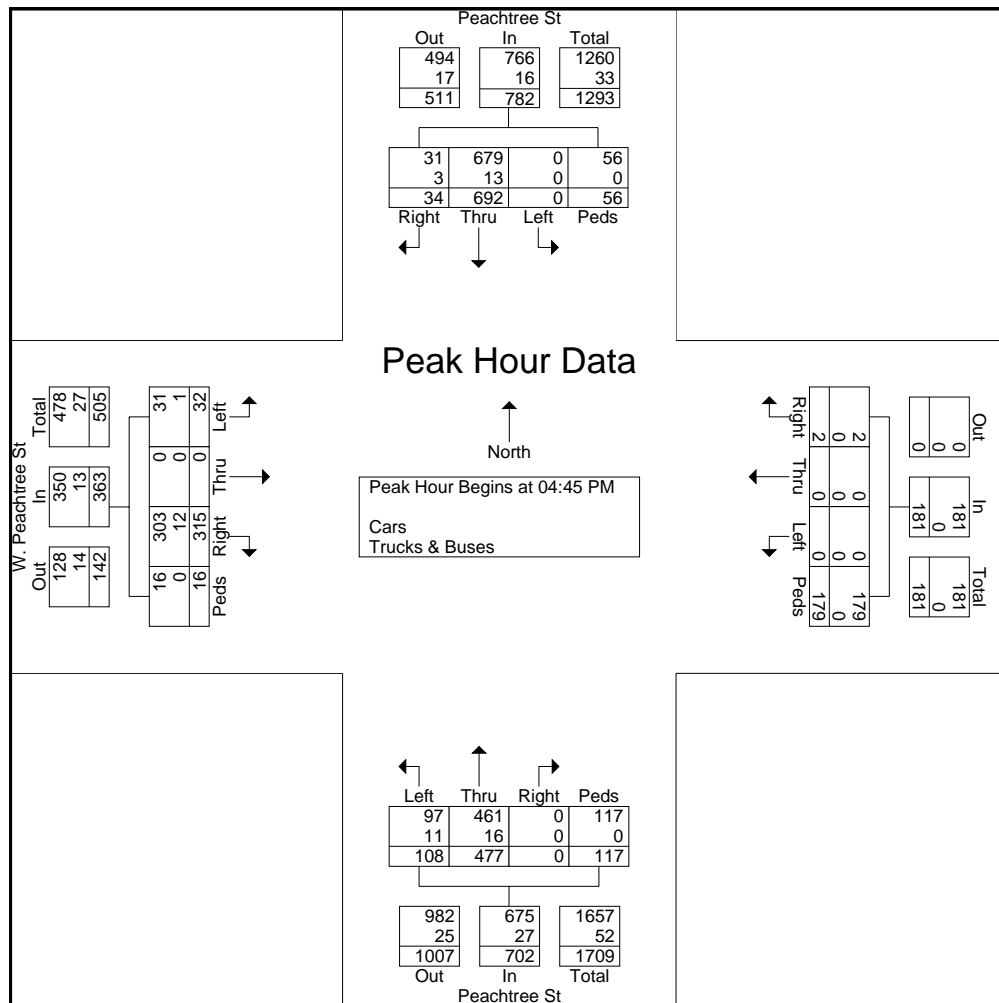 Peachtree St
Out In Total
494 766 1260
17 16 33
511 782 1293
31 679 0 56
3 13 0 0
34 692 0 56
Right Thru Left Peds
Peak Hour Data
North
Peak Hour Begins at 04:45 PM
Cars
Trucks & Buses
W. Peachtree St
Out In Total
128 350 478
14 13 27
142 363 505
16 303 0 31
0 12 0 1
16 315 0 32
Peds Right Thru Left
Out In Total
0 181 181
0 0 0
0 181 181
2 0 0 179
0 0 0 0
2 0 0 179
Right Thru Left Peds
Left Thru Right Peds
97 461 0 117
11 16 0 0
108 477 0 117
982 675 1657
25 27 52
1007 702 1709
Out In Total
Peachtree St